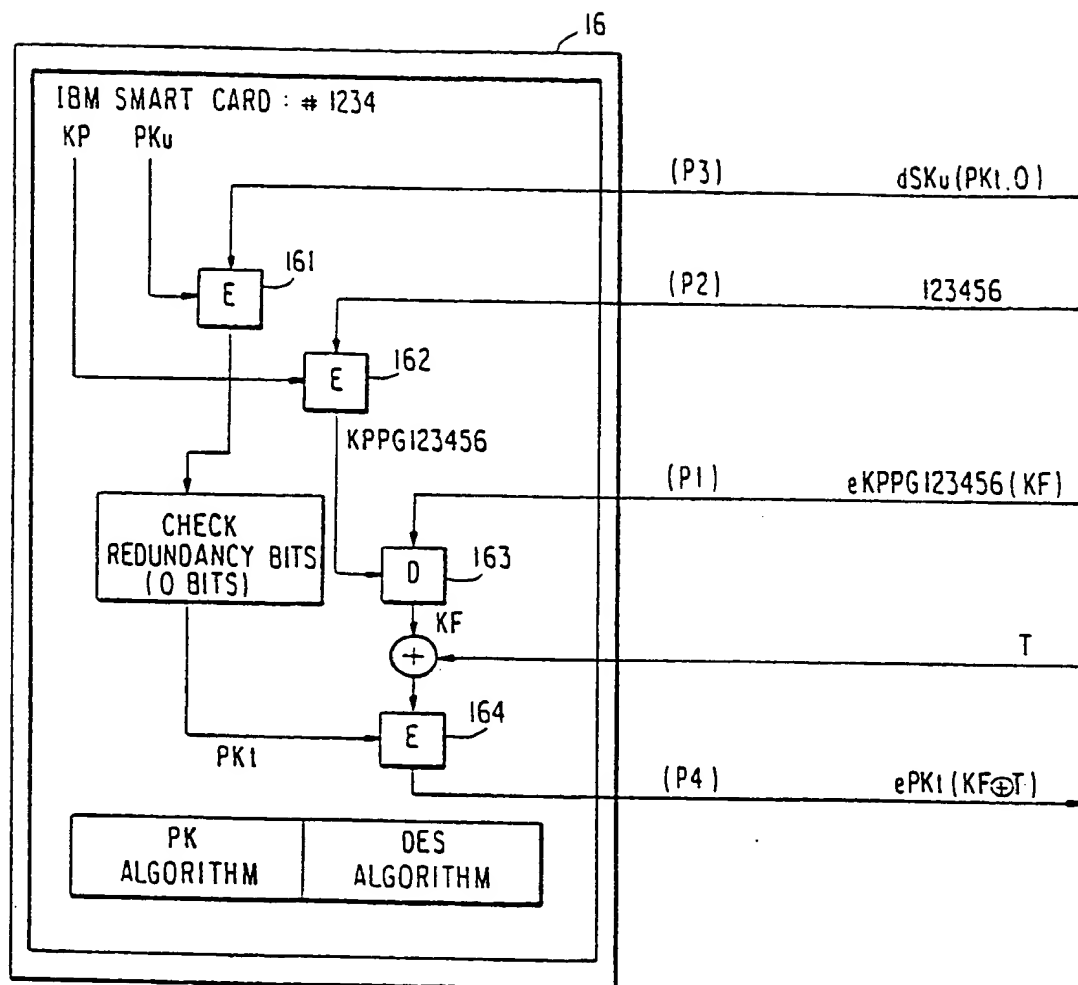 16
IBM SMART CARD : # 1234
KP PKu
(P3) dSKu(PKt.0)
161
E
(P2) 123456
162
E
KPPG123456
(P1) eKPPG123456(KF)
CHECK
REDUNDANCY BITS
(0 BITS)
D
163
KF
+
T
164
E
PKt
(P4) ePKt(KF⊕T)
PK
ALGORITHM
DES
ALGORITHM